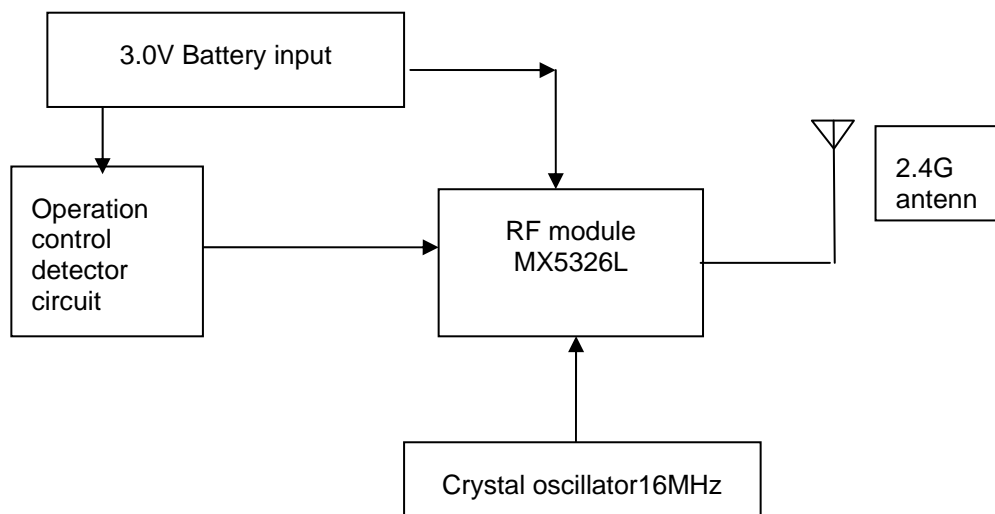 3.0V Battery input
Operation
control
detector
circuit
RF module
MX5326L
2.4G
antenn
Crystal oscillator16MHz